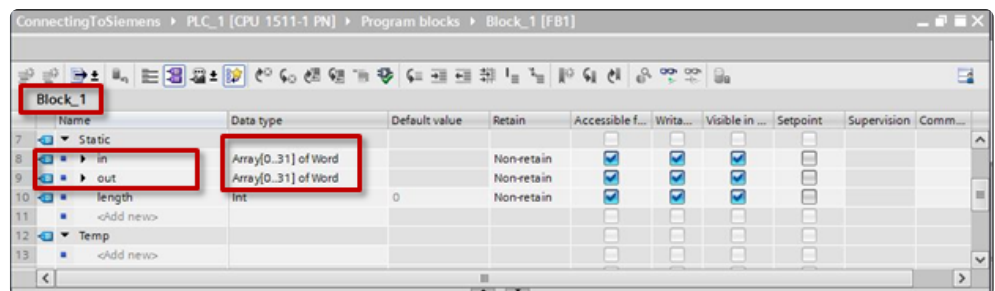 ConnectingToSiemens ▸ PLC_1 [CPU 1511-1 PN] ▸ Program blocks ▸ Block_1 [FB1]
Block_1
Name Data type Default value Retain Accessible f... Writa... Visible in ... Setpoint Supervision Comm...
7 Static
8 in Array[0..31] of Word Non-retain
9 out Array[0..31] of Word Non-retain
10 length Int 0 Non-retain
11 <Add new>
12 Temp
13 <Add new>